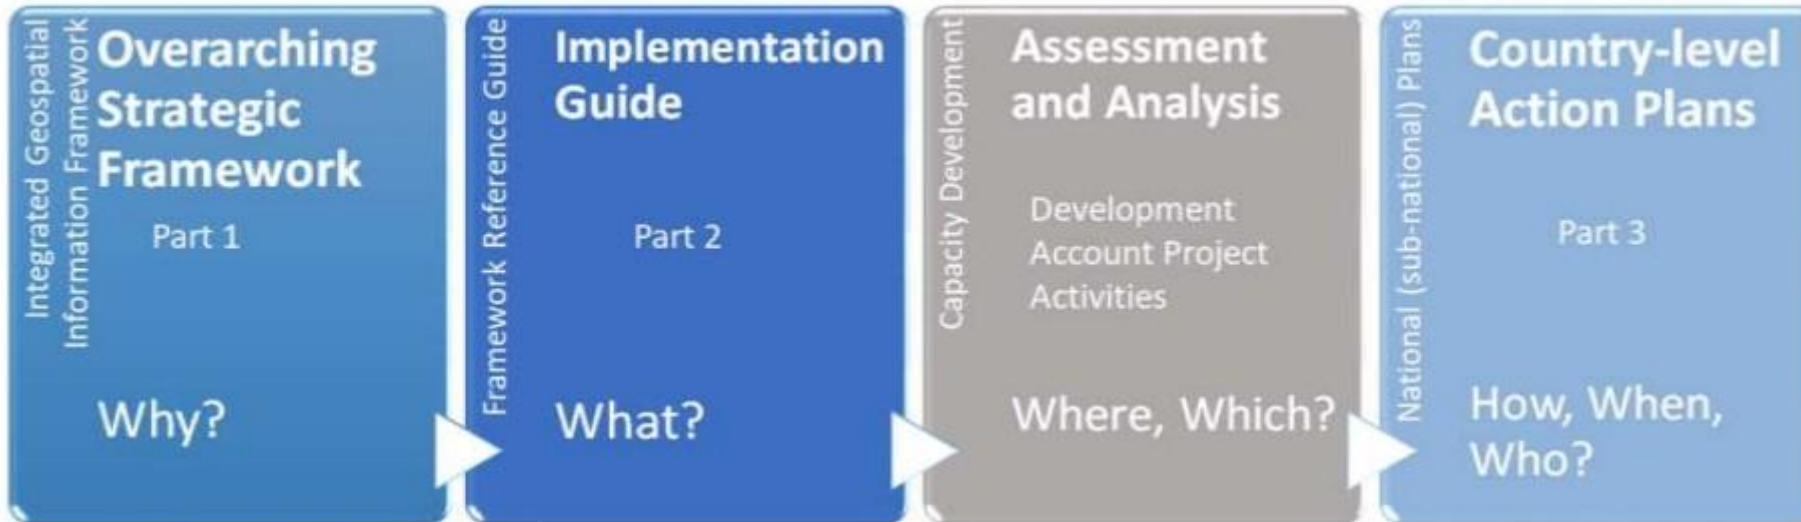 Integrated Geospatial
Information Framework
Overarching
Strategic
Framework
Part 1
Why?
Framework Reference Guide
Implementation
Guide
Part 2
What?
Capacity Development
Assessment
and Analysis
Development
Account Project
Activities
Where, Which?
National (sub-national) Plans
Country-level
Action Plans
Part 3
How, When,
Who?